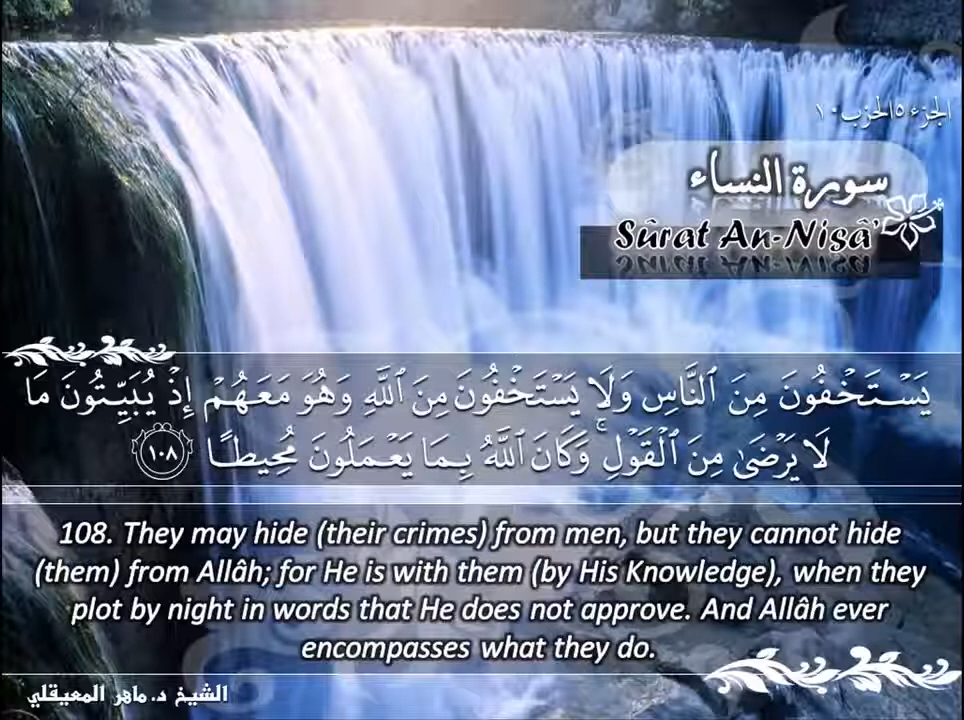 الجزء ٥ الحزب ١٠
سورة النساء
Sûrat An-Nisâ'
يَسْتَخْفُونَ مِنَ ٱلنَّاسِ وَلَا يَسْتَخْفُونَ مِنَ ٱللَّهِ وَهُوَ مَعَهُمْ إِذْ يُبَيِّتُونَ مَا
لَا يَرْضَىٰ مِنَ ٱلْقَوْلِ ۚ وَكَانَ ٱللَّهُ بِمَا يَعْمَلُونَ مُحِيطًا ١٠٨
108. They may hide (their crimes) from men, but they cannot hide
(them) from Allâh; for He is with them (by His Knowledge), when they
plot by night in words that He does not approve. And Allâh ever
encompasses what they do.
الشيخ د. ماهر المعيقلي